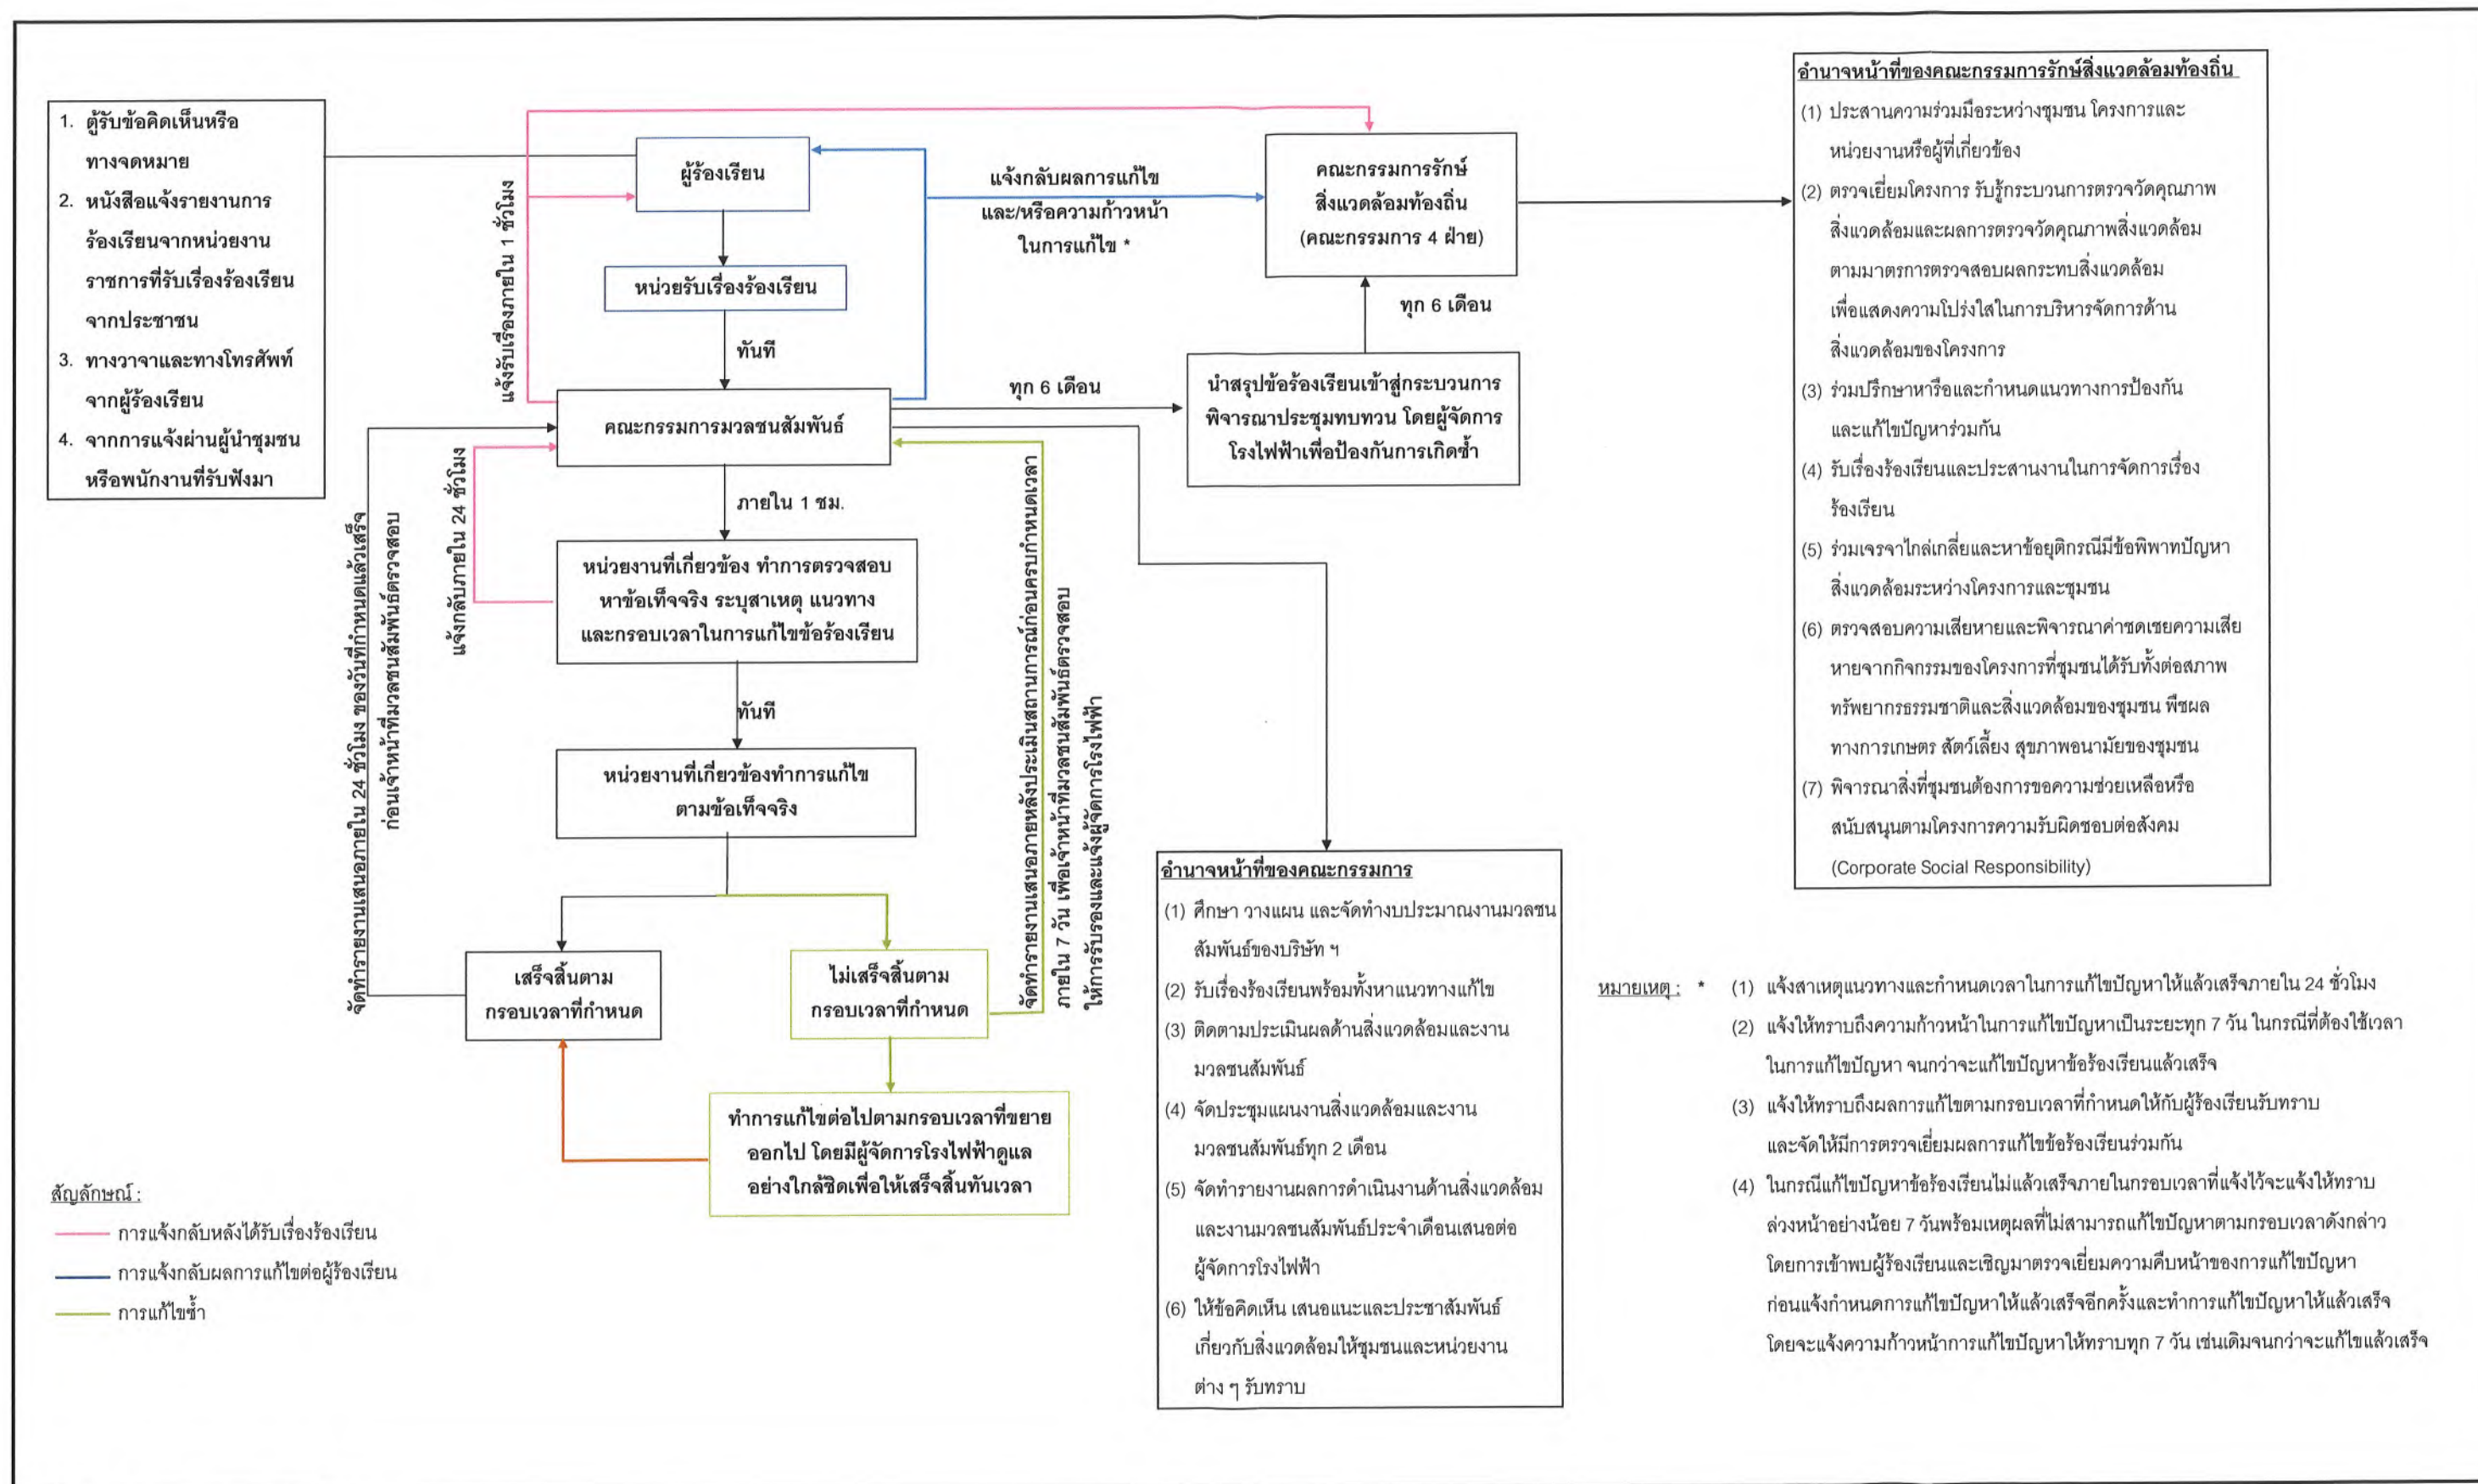 1. ตู้รับข้อคิดเห็นหรือ
ทางจดหมาย
2. หนังสือแจ้งรายงานการ
ร้องเรียนจากหน่วยงาน
ราชการที่รับเรื่องร้องเรียน
จากประชาชน
3. ทางวาจาและทางโทรศัพท์
จากผู้ร้องเรียน
4. จากการแจ้งผ่านผู้นำชุมชน
หรือพนักงานที่รับฟังมา
ผู้ร้องเรียน
หน่วยรับเรื่องร้องเรียน
ทันที
คณะกรรมการมวลชนสัมพันธ์
ภายใน 1 ชม.
หน่วยงานที่เกี่ยวข้อง ทำการตรวจสอบ
หาข้อเท็จจริง ระบุสาเหตุ แนวทาง
และกรอบเวลาในการแก้ไขข้อร้องเรียน
ทันที
หน่วยงานที่เกี่ยวข้องทำการแก้ไข
ตามข้อเท็จจริง
เสร็จสิ้นตาม
กรอบเวลาที่กำหนด
ไม่เสร็จสิ้นตาม
กรอบเวลาที่กำหนด
ทำการแก้ไขต่อไปตามกรอบเวลาที่ขยาย
ออกไป โดยมีผู้จัดการโรงไฟฟ้าดูแล
อย่างใกล้ชิดเพื่อให้เสร็จสิ้นทันเวลา
แจ้งรับเรื่องภายใน 1 ชั่วโมง
แจ้งกลับภายใน 24 ชั่วโมง
จัดทำรายงานเสนอภายใน 24 ชั่วโมง ของวันที่กำหนดแล้วเสร็จ
ก่อนเจ้าหน้าที่มวลชนสัมพันธ์ตรวจสอบ
จัดทำรายงานเสนอภายหลังประเมินสถานการณ์ก่อนครบกำหนดเวลา
ภายใน 7 วัน เพื่อเจ้าหน้าที่มวลชนสัมพันธ์ตรวจสอบ
ให้การรับรองและแจ้งผู้จัดการโรงไฟฟ้า
แจ้งกลับผลการแก้ไข
และ/หรือความก้าวหน้า
ในการแก้ไข *
คณะกรรมการรักษ์
สิ่งแวดล้อมท้องถิ่น
(คณะกรรมการ 4 ฝ่าย)
ทุก 6 เดือน
ทุก 6 เดือน
นำสรุปข้อร้องเรียนเข้าสู่กระบวนการ
พิจารณาประชุมทบทวน โดยผู้จัดการ
โรงไฟฟ้าเพื่อป้องกันการเกิดซ้ำ
อำนาจหน้าที่ของคณะกรรมการ
(1) ศึกษา วางแผน และจัดทำงบประมาณงานมวลชน
สัมพันธ์ของบริษัท ฯ
(2) รับเรื่องร้องเรียนพร้อมทั้งหาแนวทางแก้ไข
(3) ติดตามประเมินผลด้านสิ่งแวดล้อมและงาน
มวลชนสัมพันธ์
(4) จัดประชุมแผนงานสิ่งแวดล้อมและงาน
มวลชนสัมพันธ์ทุก 2 เดือน
(5) จัดทำรายงานผลการดำเนินงานด้านสิ่งแวดล้อม
และงานมวลชนสัมพันธ์ประจำเดือนเสนอต่อ
ผู้จัดการโรงไฟฟ้า
(6) ให้ข้อคิดเห็น เสนอแนะและประชาสัมพันธ์
เกี่ยวกับสิ่งแวดล้อมให้ชุมชนและหน่วยงาน
ต่าง ๆ รับทราบ
อำนาจหน้าที่ของคณะกรรมการรักษ์สิ่งแวดล้อมท้องถิ่น
(1) ประสานความร่วมมือระหว่างชุมชน โครงการและ
หน่วยงานหรือผู้ที่เกี่ยวข้อง
(2) ตรวจเยี่ยมโครงการ รับรู้กระบวนการตรวจวัดคุณภาพ
สิ่งแวดล้อมและผลการตรวจวัดคุณภาพสิ่งแวดล้อม
ตามมาตรการตรวจสอบผลกระทบสิ่งแวดล้อม
เพื่อแสดงความโปร่งใสในการบริหารจัดการด้าน
สิ่งแวดล้อมของโครงการ
(3) ร่วมปรึกษาหารือและกำหนดแนวทางการป้องกัน
และแก้ไขปัญหาร่วมกัน
(4) รับเรื่องร้องเรียนและประสานงานในการจัดการเรื่อง
ร้องเรียน
(5) ร่วมเจรจาไกล่เกลี่ยและหาข้อยุติกรณีมีข้อพิพาทปัญหา
สิ่งแวดล้อมระหว่างโครงการและชุมชน
(6) ตรวจสอบความเสียหายและพิจารณาค่าชดเชยความเสีย
หายจากกิจกรรมของโครงการที่ชุมชนได้รับทั้งต่อสภาพ
ทรัพยากรธรรมชาติและสิ่งแวดล้อมของชุมชน พืชผล
ทางการเกษตร สัตว์เลี้ยง สุขภาพอนามัยของชุมชน
(7) พิจารณาสิ่งที่ชุมชนต้องการขอความช่วยเหลือหรือ
สนับสนุนตามโครงการความรับผิดชอบต่อสังคม
(Corporate Social Responsibility)
หมายเหตุ : * (1) แจ้งสาเหตุแนวทางและกำหนดเวลาในการแก้ไขปัญหาให้แล้วเสร็จภายใน 24 ชั่วโมง
(2) แจ้งให้ทราบถึงความก้าวหน้าในการแก้ไขปัญหาเป็นระยะทุก 7 วัน ในกรณีที่ต้องใช้เวลา
ในการแก้ไขปัญหา จนกว่าจะแก้ไขปัญหาข้อร้องเรียนแล้วเสร็จ
(3) แจ้งให้ทราบถึงผลการแก้ไขตามกรอบเวลาที่กำหนดให้กับผู้ร้องเรียนรับทราบ
และจัดให้มีการตรวจเยี่ยมผลการแก้ไขข้อร้องเรียนร่วมกัน
(4) ในกรณีแก้ไขปัญหาข้อร้องเรียนไม่แล้วเสร็จภายในกรอบเวลาที่แจ้งไว้จะแจ้งให้ทราบ
ล่วงหน้าอย่างน้อย 7 วันพร้อมเหตุผลที่ไม่สามารถแก้ไขปัญหาตามกรอบเวลาดังกล่าว
โดยการเข้าพบผู้ร้องเรียนและเชิญมาตรวจเยี่ยมความคืบหน้าของการแก้ไขปัญหา
ก่อนแจ้งกำหนดการแก้ไขปัญหาให้แล้วเสร็จอีกครั้งและทำการแก้ไขปัญหาให้แล้วเสร็จ
โดยจะแจ้งความก้าวหน้าการแก้ไขปัญหาให้ทราบทุก 7 วัน เช่นเดิมจนกว่าจะแก้ไขแล้วเสร็จ
สัญลักษณ์ :
การแจ้งกลับหลังได้รับเรื่องร้องเรียน
การแจ้งกลับผลการแก้ไขต่อผู้ร้องเรียน
การแก้ไขซ้ำ